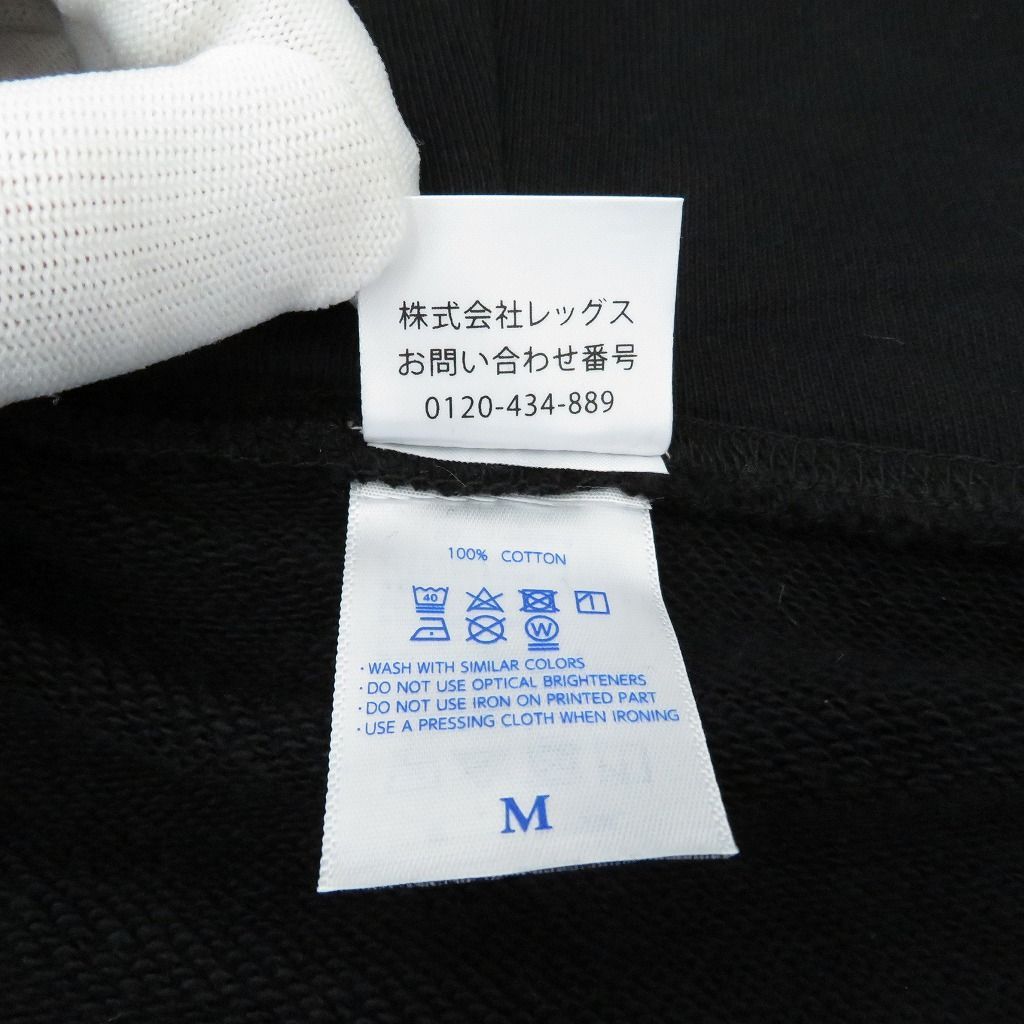 株式会社レッグス
お問い合わせ番号
0120-434-889
100% COTTON
40
W
・WASH WITH SIMILAR COLORS
・DO NOT USE OPTICAL BRIGHTENERS
・DO NOT USE IRON ON PRINTED PART
・USE A PRESSING CLOTH WHEN IRONING
M